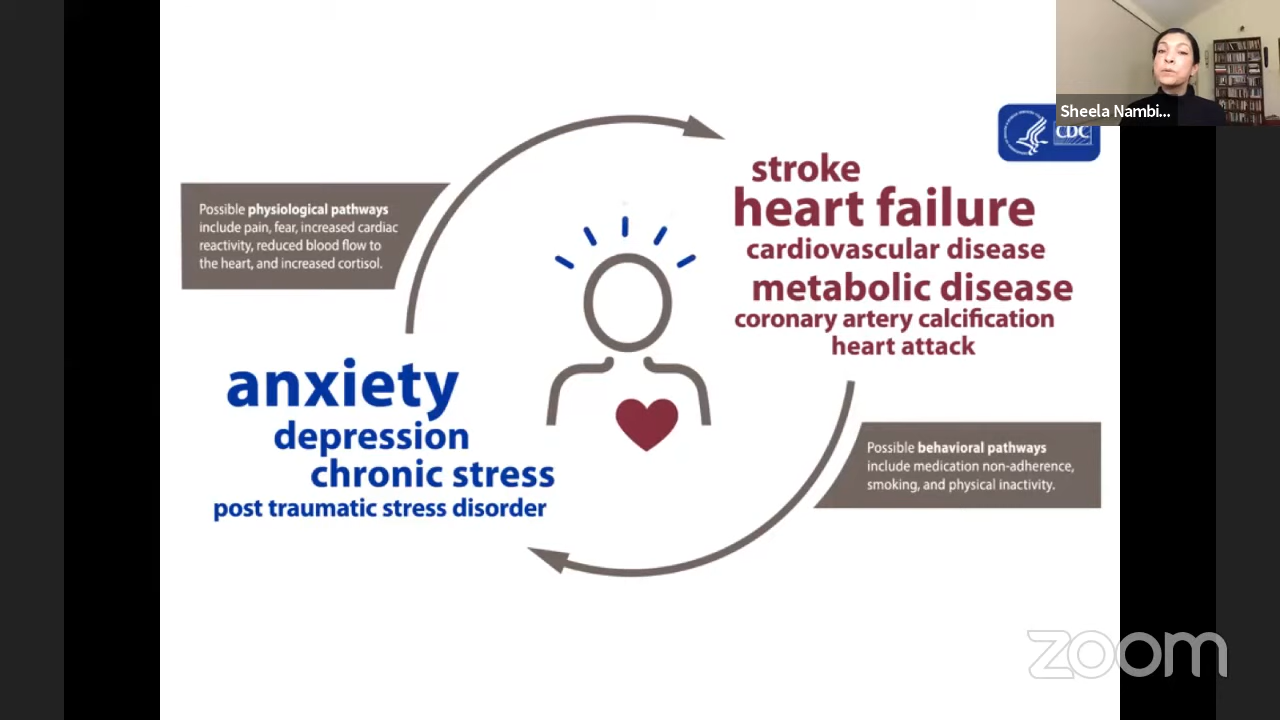 Sheela Nambi...
CDC
Possible physiological pathways
include pain, fear, increased cardiac
reactivity, reduced blood flow to
the heart, and increased cortisol.
stroke
heart failure
cardiovascular disease
metabolic disease
coronary artery calcification
heart attack
anxiety
depression
chronic stress
post traumatic stress disorder
Possible behavioral pathways
include medication non-adherence,
smoking, and physical inactivity.
zoom